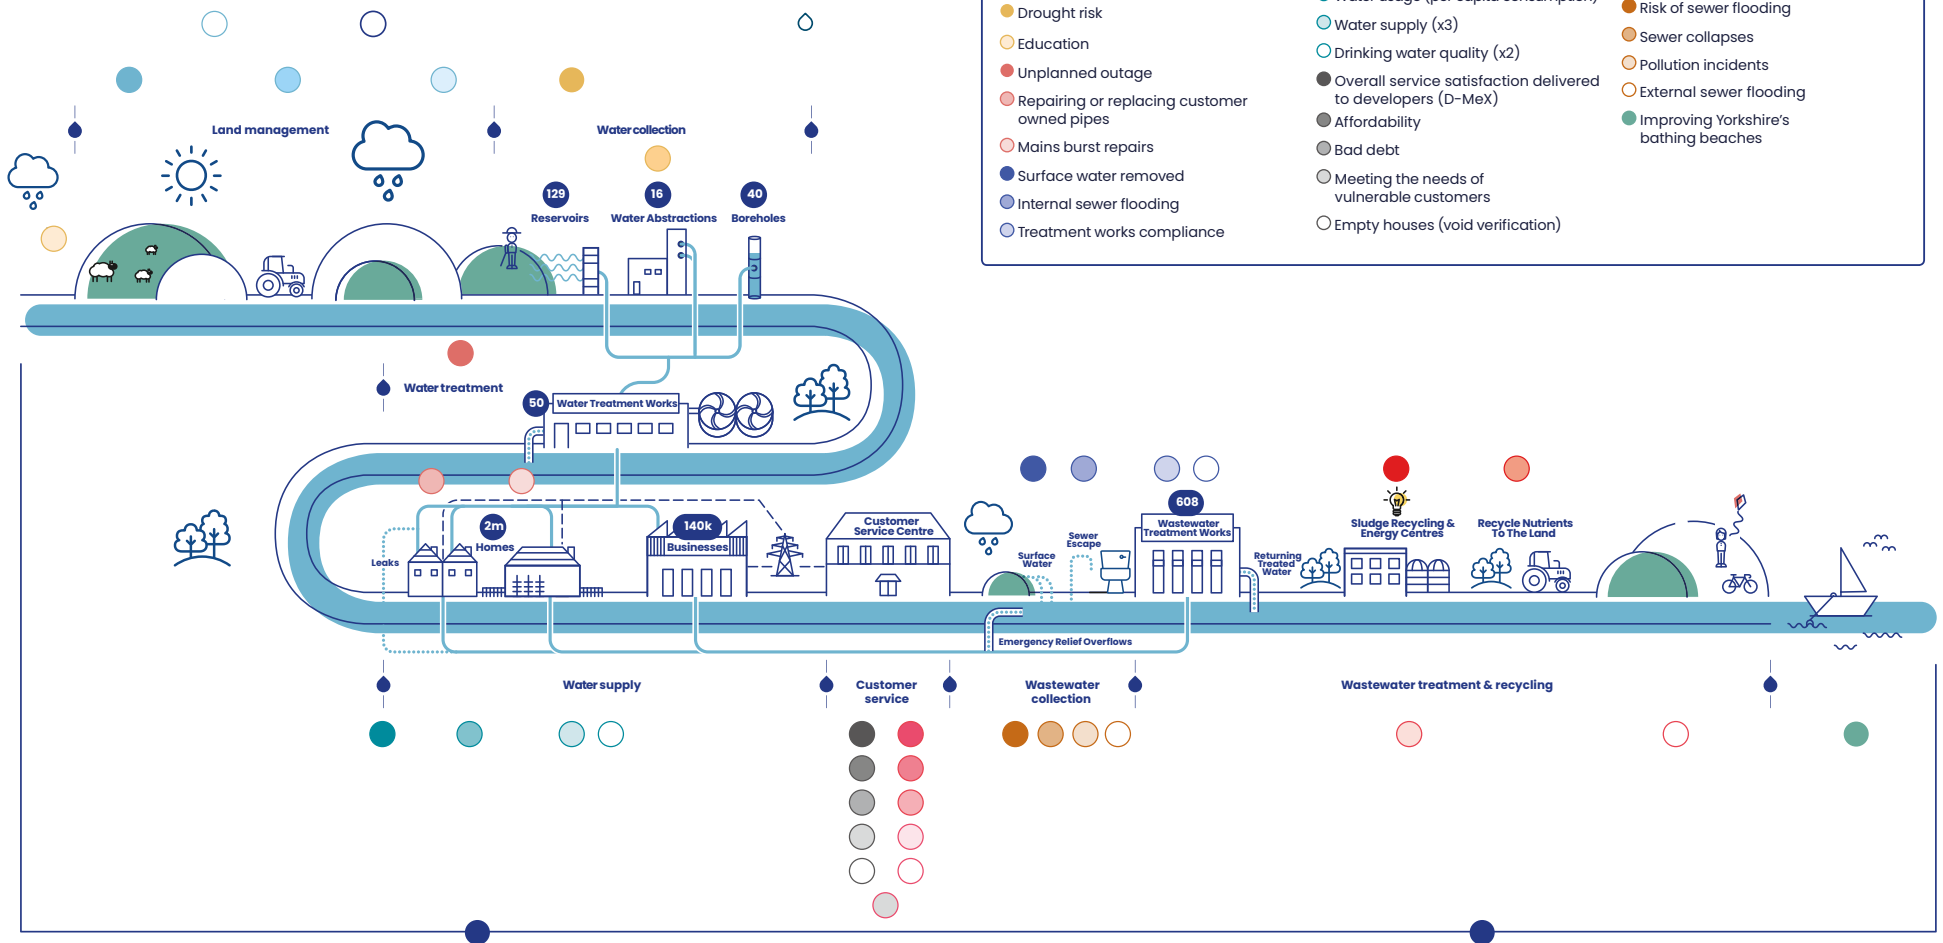 Drought risk
Education
Unplanned outage
Repairing or replacing customer
owned pipes
Mains burst repairs
Surface water removed
Internal sewer flooding
Treatment works compliance
Water supply (x3)
Drinking water quality (x2)
Overall service satisfaction delivered
to developers (D-MeX)
Affordability
Bad debt
Meeting the needs of
vulnerable customers
Empty houses (void verification)
Risk of sewer flooding
Sewer collapses
Pollution incidents
External sewer flooding
Improving Yorkshire's
bathing beaches
Land management
Water collection
129
Reservoirs
16
Water Abstractions
40
Boreholes
Water treatment
50
Water Treatment Works
Leaks
2m
Homes
140k
Businesses
Customer
Service Centre
Surface
Water
Sewer
Escape
608
Wastewater
Treatment Works
Returning
Treated
Water
Sludge Recycling &
Energy Centres
Recycle Nutrients
To The Land
Emergency Relief Overflows
Water supply
Customer
service
Wastewater
collection
Wastewater treatment & recycling